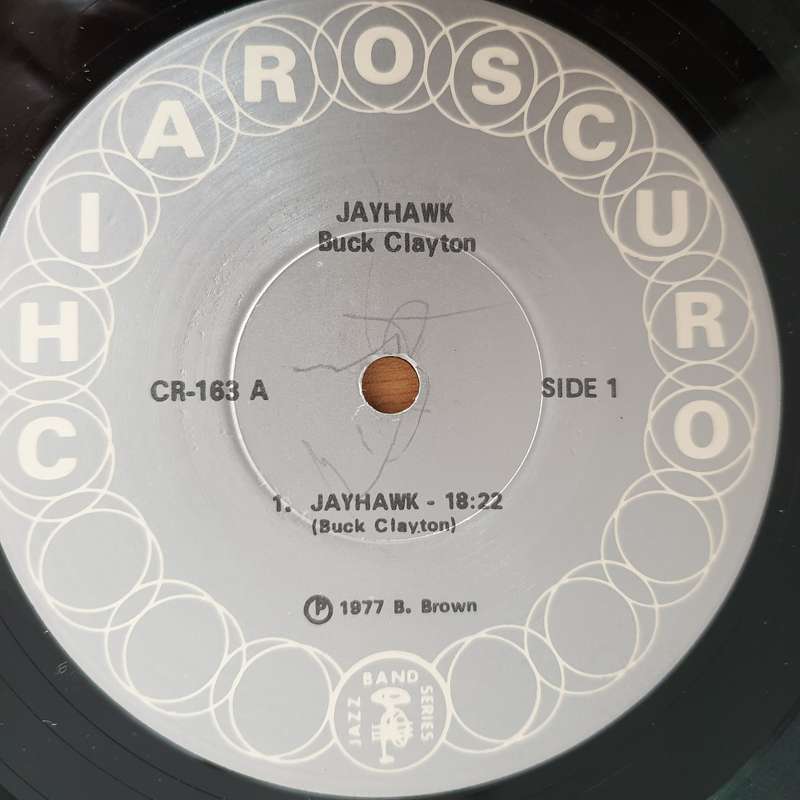 CHIAROSCURO
JAYHAWK
Buck Clayton
CR-163 A
SIDE 1
1. JAYHAWK - 18:22
(Buck Clayton)
Ⓟ 1977 B. Brown
JAZZ BAND SERIES